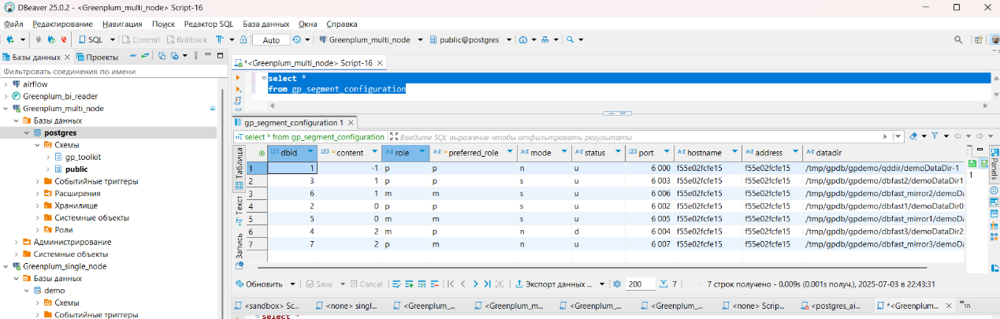 DBeaver 25.0.2 - <Greenplum_multi_node> Script-16
Файл Редактирование Навигация Поиск Редактор SQL База данных Окна Справка
SQL Commit Rollback Auto Greenplum_multi_node public@postgres
Базы данных Проекты
Фильтровать соединения по имени
airflow
Greenplum_bi_reader
Greenplum_multi_node
Базы данных
postgres
Схемы
gp_toolkit
public
Событийные триггеры
Расширения
Хранилище
Системные объекты
Роли
Администрирование
Системные объекты
Greenplum_single_node
Базы данных
demo
Схемы
Событийные триггеры
*<Greenplum_multi_node> Script-16
select *
from gp_segment_configuration
gp_segment_configuration 1
select * from gp_segment_configuration Введите SQL выражение чтобы отфильтровать результаты
Таблица
Текст
Запись
123 dbid 123 content A-Z role A-Z preferred_role A-Z mode A-Z status 123 port A-Z hostname A-Z address A-Z datadir
1 1 -1 p p n u 6 000 f55e02fcfe15 f55e02fcfe15 /tmp/gpdb/gpdemo/qddir/demoDataDir-1
2 3 1 p p s u 6 003 f55e02fcfe15 f55e02fcfe15 /tmp/gpdb/gpdemo/dbfast2/demoDataDir1
3 6 1 m m s u 6 006 f55e02fcfe15 f55e02fcfe15 /tmp/gpdb/gpdemo/dbfast_mirror2/demoDa
4 2 0 p p s u 6 002 f55e02fcfe15 f55e02fcfe15 /tmp/gpdb/gpdemo/dbfast1/demoDataDir0
5 5 0 m m s u 6 005 f55e02fcfe15 f55e02fcfe15 /tmp/gpdb/gpdemo/dbfast_mirror1/demoDa
6 4 2 m p n d 6 004 f55e02fcfe15 f55e02fcfe15 /tmp/gpdb/gpdemo/dbfast3/demoDataDir2
7 7 2 p m n u 6 007 f55e02fcfe15 f55e02fcfe15 /tmp/gpdb/gpdemo/dbfast_mirror3/demoDa
1
Panels
Обновить Save Cancel Экспорт данных ... 200 7 7 строк получено - 0.009s (0.001s получ.), 2025-07-03 в 22:43:31
<sandbox> Sc... <none> singl... <Greenplum_... <Greenplum_m... <Greenplum_... <Greenplum_... <none> Scrip... <postgres_ai... *<Greenplum... »10
select *